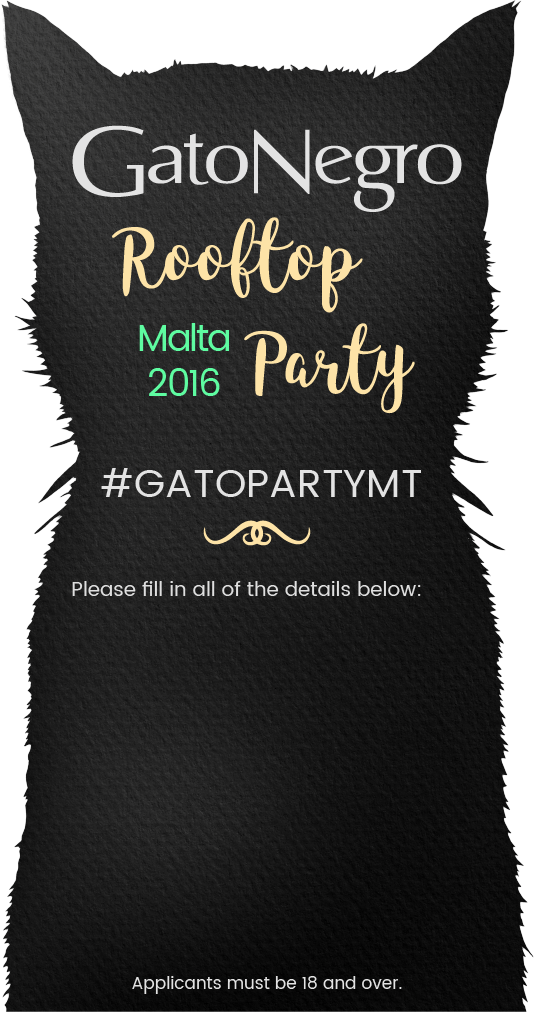 GatoNegro
Rooftop
Malta
2016
Party
#GATOPARTYMT
Please fill in all of the details below:
Applicants must be 18 and over.